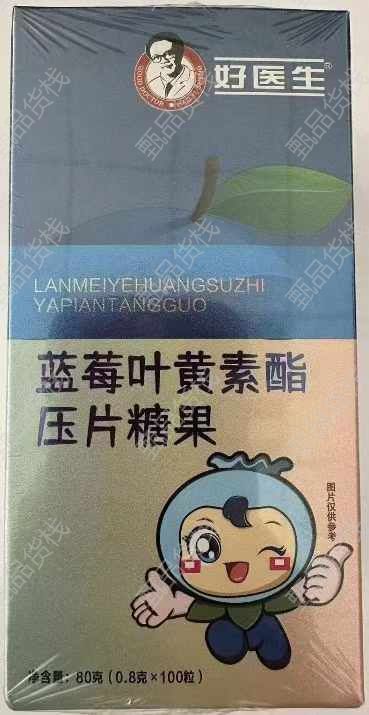 好医生®
GOOD DOCTOR
LANMEIYEHUANGSUZHI
YAPIANTANGGUO
蓝莓叶黄素酯
压片糖果
图片仅供参考
净含量：80克（0.8克×100粒）
甄品货栈